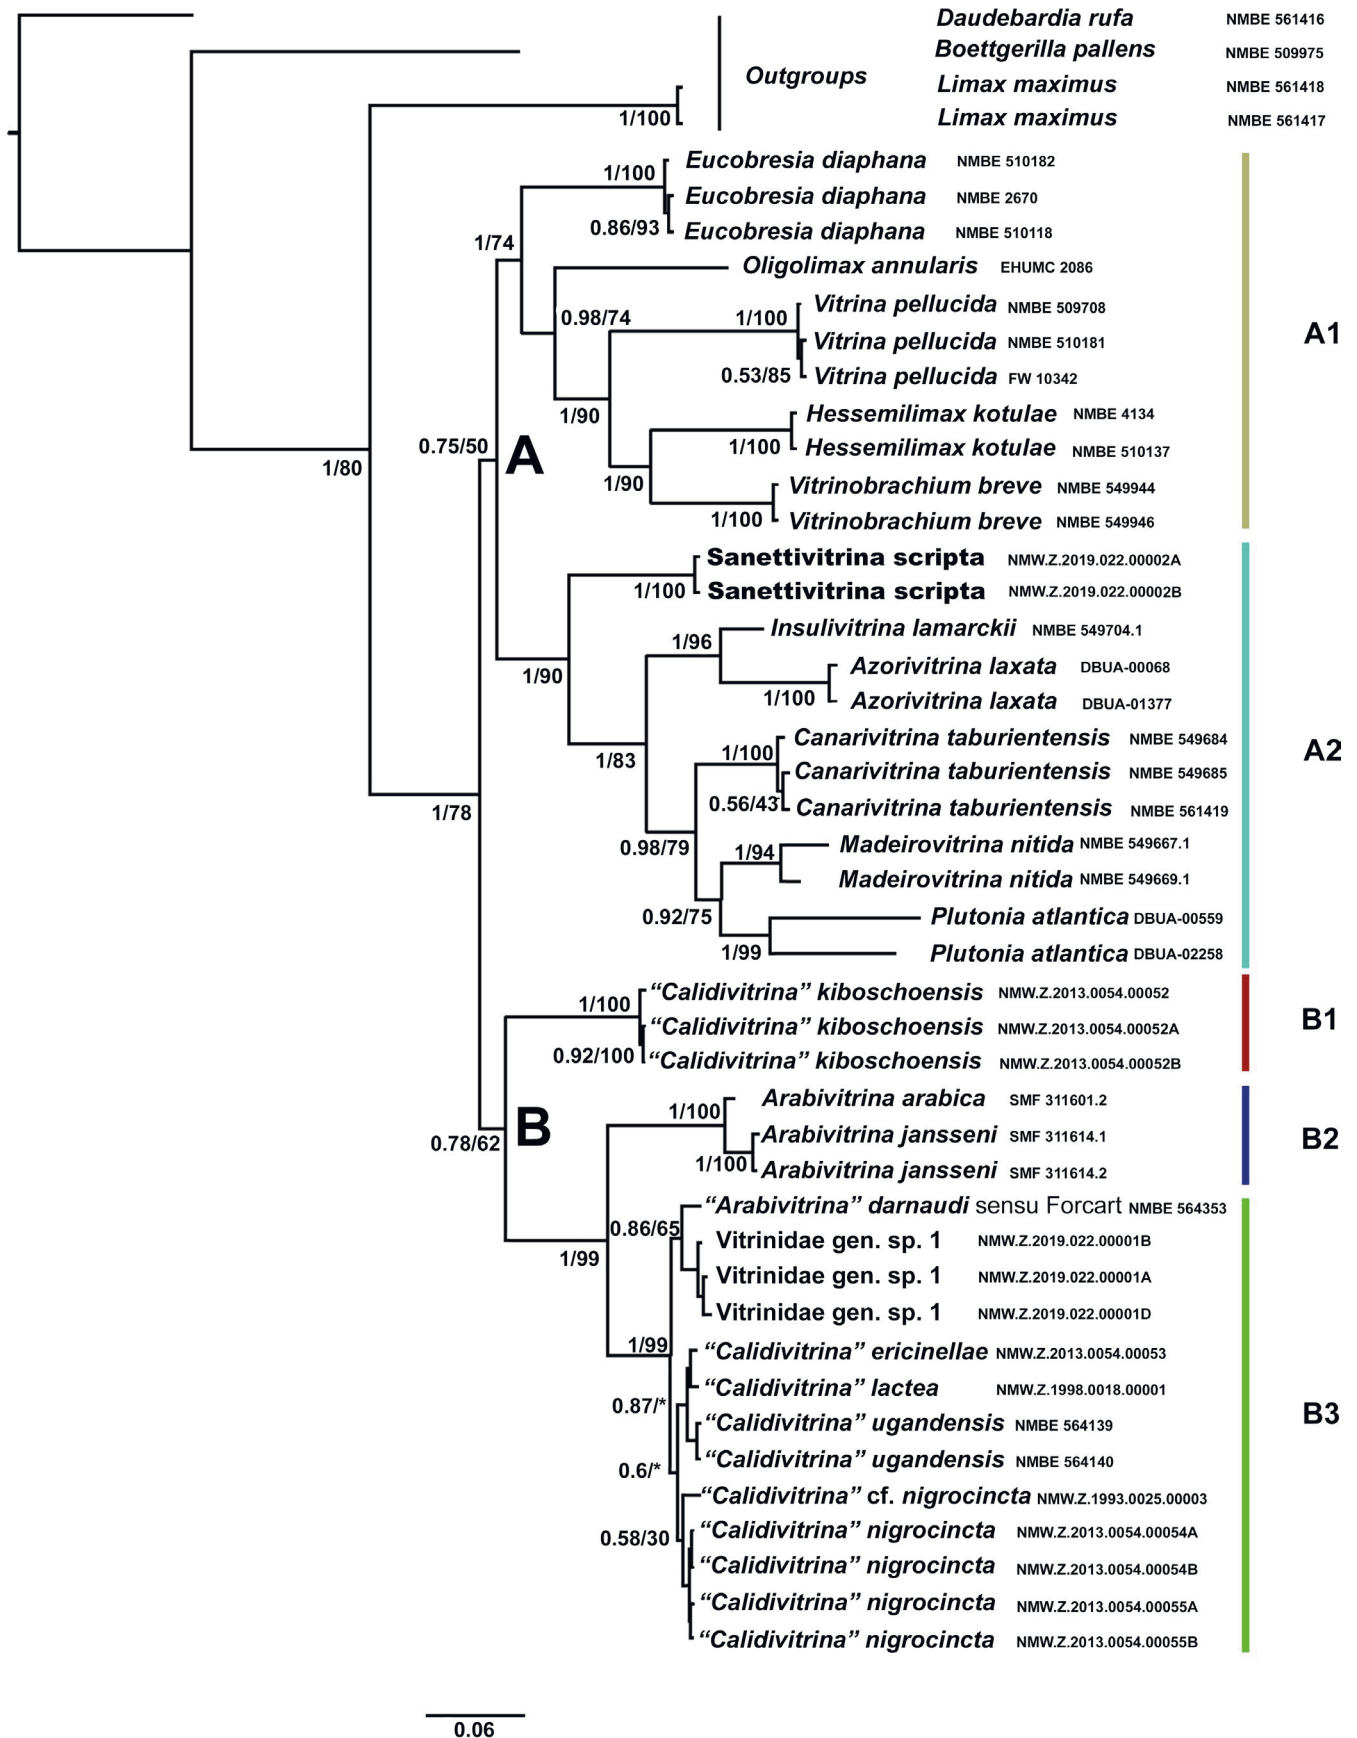 Daudebardia rufa NMBE 561416
Boettgerilla pallens NMBE 509975
Outgroups
Limax maximus NMBE 561418
1/100 Limax maximus NMBE 561417
Eucobresia diaphana NMBE 510182
1/100
Eucobresia diaphana NMBE 2670
0.86/93 Eucobresia diaphana NMBE 510118
1/74
Oligolimax annularis EHUMC 2086
Vitrina pellucida NMBE 509708
0.98/74 1/100
A1
Vitrina pellucida NMBE 510181
0.53/85 Vitrina pellucida FW 10342
1/90 Hessemilimax kotulae NMBE 4134
0.75/50 A 1/100 Hessemilimax kotulae NMBE 510137
1/80
1/90 Vitrinobrachium breve NMBE 549944
1/100 Vitrinobrachium breve NMBE 549946
Sanettivitrina scripta NMW.Z.2019.022.00002A
1/100 Sanettivitrina scripta NMW.Z.2019.022.00002B
Insulivitrina lamarckii NMBE 549704.1
1/96
1/90 Azorivitrina laxata DBUA-00068
1/100 Azorivitrina laxata DBUA-01377
Canarivitrina taburientensis NMBE 549684
1/83 1/100 A2
Canarivitrina taburientensis NMBE 549685
0.56/43 Canarivitrina taburientensis NMBE 561419
1/78
0.98/79 1/94 Madeirovitrina nitida NMBE 549667.1
Madeirovitrina nitida NMBE 549669.1
0.92/75 Plutonia atlantica DBUA-00559
1/99 Plutonia atlantica DBUA-02258
“Calidivitrina” kiboschoensis NMW.Z.2013.0054.00052
1/100 B1
“Calidivitrina” kiboschoensis NMW.Z.2013.0054.00052A
0.92/100 “Calidivitrina” kiboschoensis NMW.Z.2013.0054.00052B
Arabivitrina arabica SMF 311601.2
1/100
0.78/62 B Arabivitrina jansseni SMF 311614.1 B2
1/100 Arabivitrina jansseni SMF 311614.2
“Arabivitrina” darnaudi sensu Forcart NMBE 564353
0.86/65
Vitrinidae gen. sp. 1 NMW.Z.2019.022.00001B
1/99
Vitrinidae gen. sp. 1 NMW.Z.2019.022.00001A
Vitrinidae gen. sp. 1 NMW.Z.2019.022.00001D
1/99 “Calidivitrina” ericinellae NMW.Z.2013.0054.00053
“Calidivitrina” lactea NMW.Z.1998.0018.00001
0.87/* B3
“Calidivitrina” ugandensis NMBE 564139
“Calidivitrina” ugandensis NMBE 564140
0.6/*
“Calidivitrina” cf. nigrocincta NMW.Z.1993.0025.00003
0.58/30 “Calidivitrina” nigrocincta NMW.Z.2013.0054.00054A
“Calidivitrina” nigrocincta NMW.Z.2013.0054.00054B
“Calidivitrina” nigrocincta NMW.Z.2013.0054.00055A
“Calidivitrina” nigrocincta NMW.Z.2013.0054.00055B
0.06